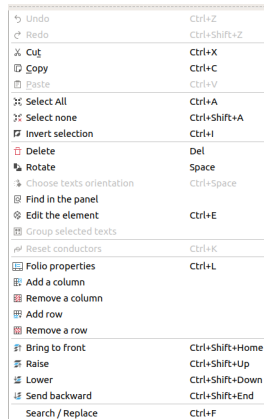 Undo Ctrl+Z
Redo Ctrl+Shift+Z
Cut Ctrl+X
Copy Ctrl+C
Paste Ctrl+V
Select All Ctrl+A
Select none Ctrl+Shift+A
Invert selection Ctrl+I
Delete Del
Rotate Space
Choose texts orientation Ctrl+Space
Find in the panel
Edit the element Ctrl+E
Group selected texts
Reset conductors Ctrl+K
Folio properties Ctrl+L
Add a column
Remove a column
Add row
Remove a row
Bring to front Ctrl+Shift+Home
Raise Ctrl+Shift+Up
Lower Ctrl+Shift+Down
Send backward Ctrl+Shift+End
Search / Replace Ctrl+F